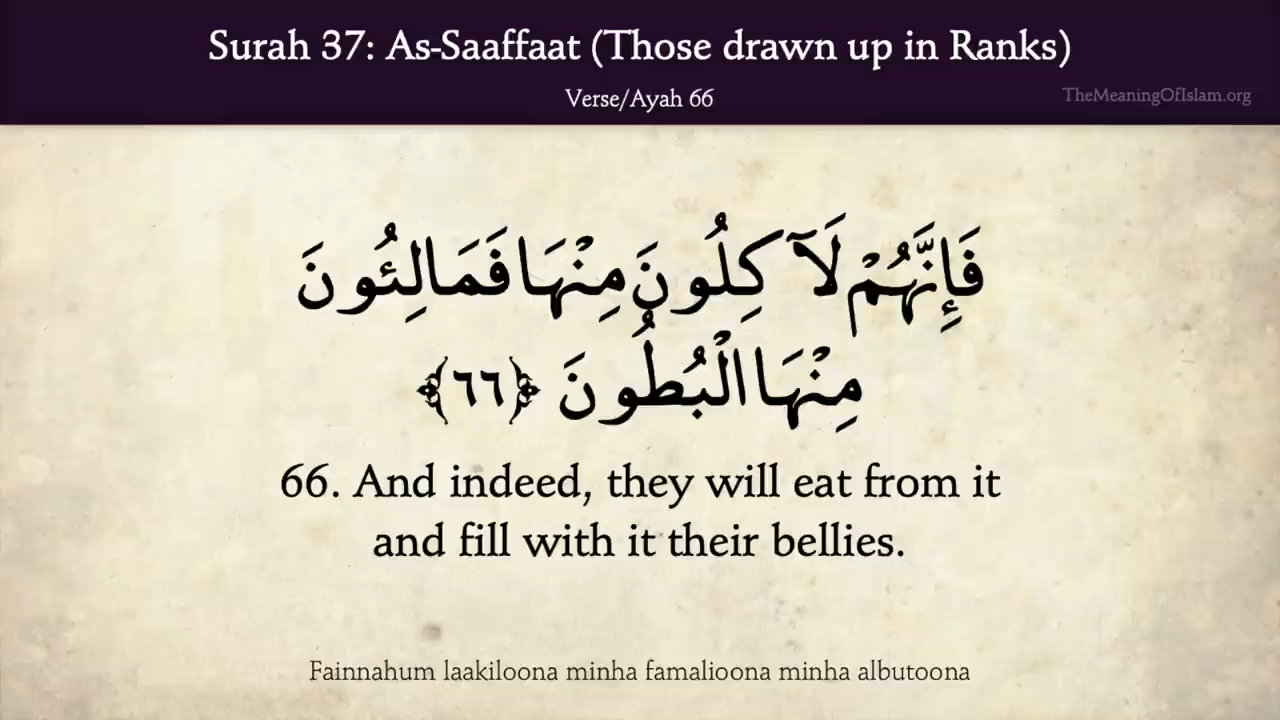 Surah 37: As-Saaffaat (Those drawn up in Ranks)
Verse/Ayah 66
TheMeaningOfIslam.org
فَإِنَّهُمْ لَآكِلُونَ مِنْهَا فَمَالِئُونَ
مِنْهَا الْبُطُونَ ﴿٦٦﴾
66. And indeed, they will eat from it
and fill with it their bellies.
Fainnahum laakiloona minha famalioona minha albutoona